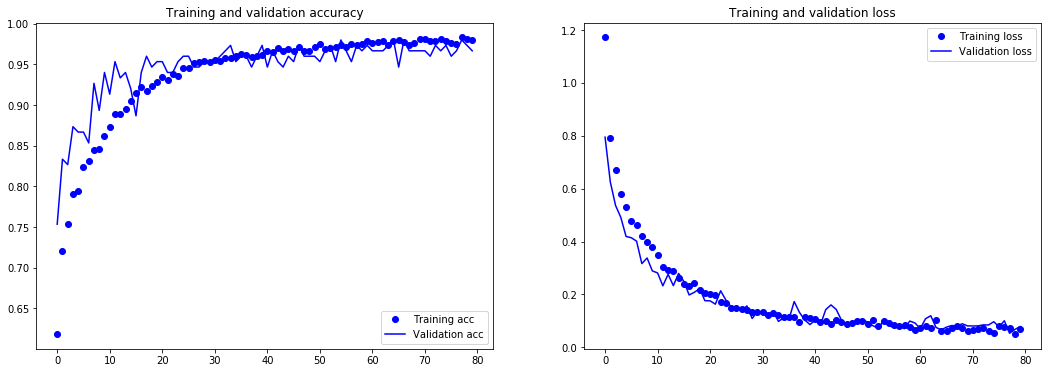 Training and validation accuracy
1.00
0.95
0.90
0.85
0.80
0.75
0.70
0.65
0 10 20 30 40 50 60 70 80
Training acc
Validation acc
Training and validation loss
1.2
1.0
0.8
0.6
0.4
0.2
0.0
0 10 20 30 40 50 60 70 80
Training loss
Validation loss